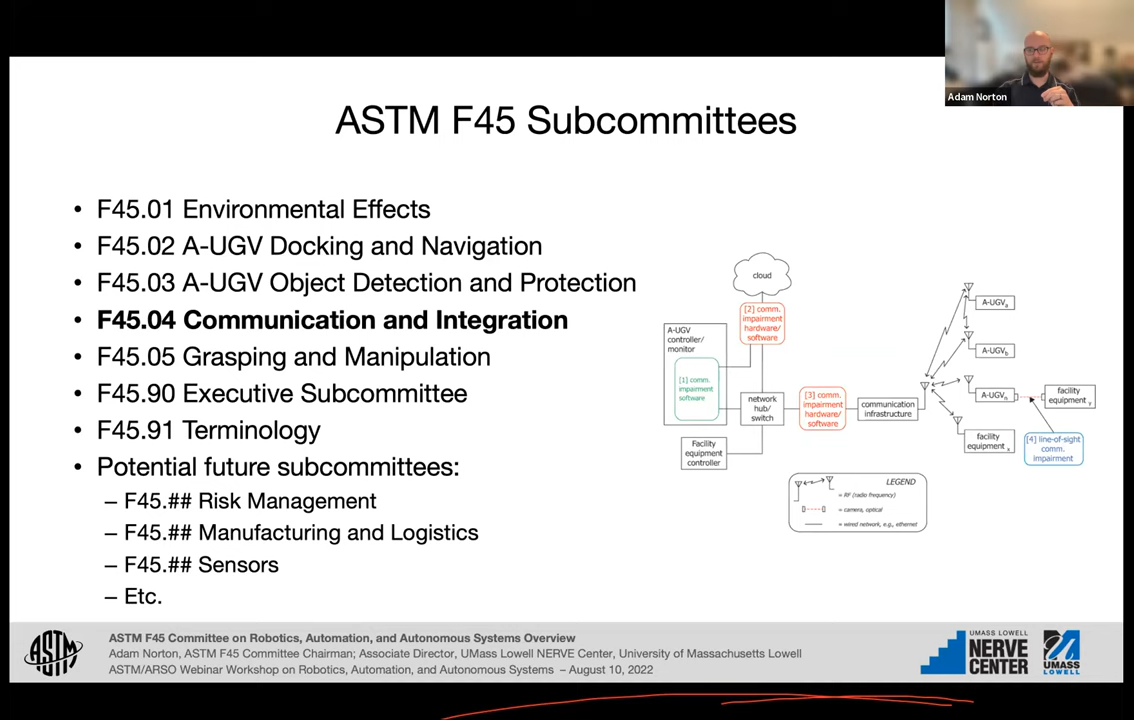 Adam Norton
ASTM F45 Subcommittees
• F45.01 Environmental Effects
• F45.02 A-UGV Docking and Navigation
• F45.03 A-UGV Object Detection and Protection
• F45.04 Communication and Integration
• F45.05 Grasping and Manipulation
• F45.90 Executive Subcommittee
• F45.91 Terminology
• Potential future subcommittees:
– F45.## Risk Management
– F45.## Manufacturing and Logistics
– F45.## Sensors
– Etc.
cloud
[2] comm.
impairment
hardware/
software
A-UGV
controller/
monitor
[1] comm.
impairment
software
network
hub/
switch
Facility
equipment
controller
[3] comm.
impairment
hardware/
software
communication
infrastructure
A-UGVa
A-UGVb
A-UGVn
facility
equipment y
facility
equipment x
[4] line-of-sight
comm.
impairment
LEGEND
= RF (radio frequency)
= camera, optical
= wired network, e.g., ethernet
ASTM
ASTM F45 Committee on Robotics, Automation, and Autonomous Systems Overview
Adam Norton, ASTM F45 Committee Chairman; Associate Director, UMass Lowell NERVE Center, University of Massachusetts Lowell
ASTM/ARSO Webinar Workshop on Robotics, Automation, and Autonomous Systems – August 10, 2022
UMASS LOWELL
NERVE
CENTER
UMASS
LOWELL